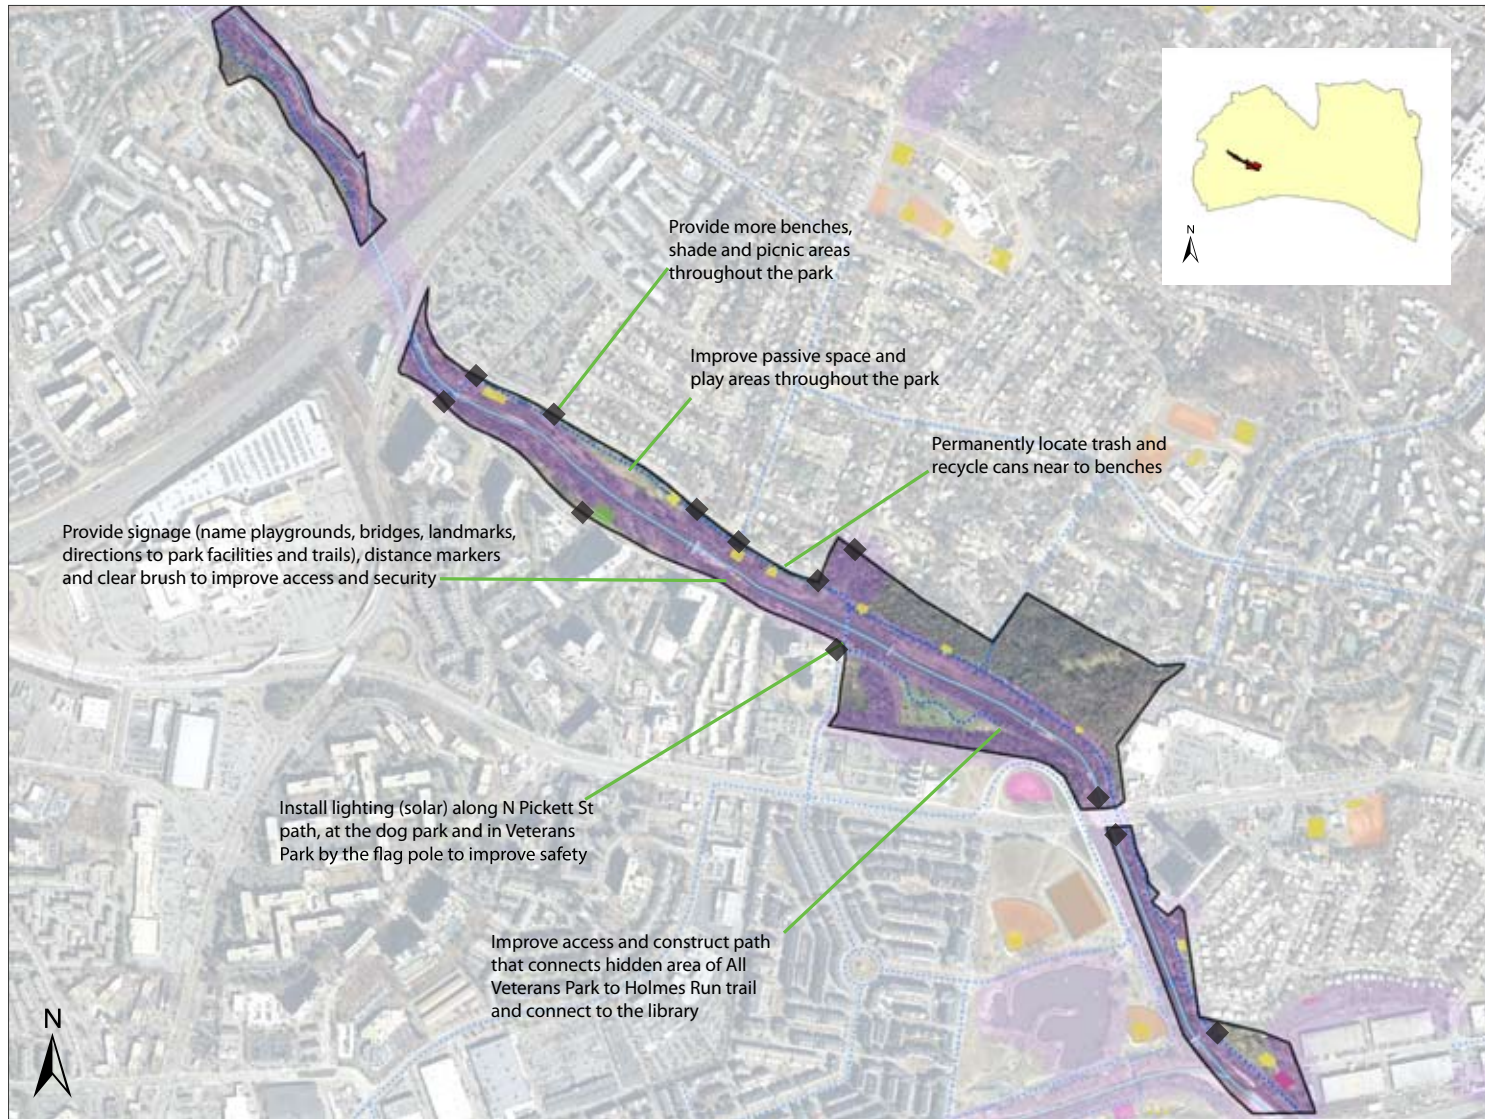 N
Provide more benches,
shade and picnic areas
throughout the park
Improve passive space and
play areas throughout the park
Permanently locate trash and
recycle cans near to benches
Provide signage (name playgrounds, bridges, landmarks,
directions to park facilities and trails), distance markers
and clear brush to improve access and security
Install lighting (solar) along N Pickett St
path, at the dog park and in Veterans
Park by the flag pole to improve safety
Improve access and construct path
that connects hidden area of All
Veterans Park to Holmes Run trail
and connect to the library
N